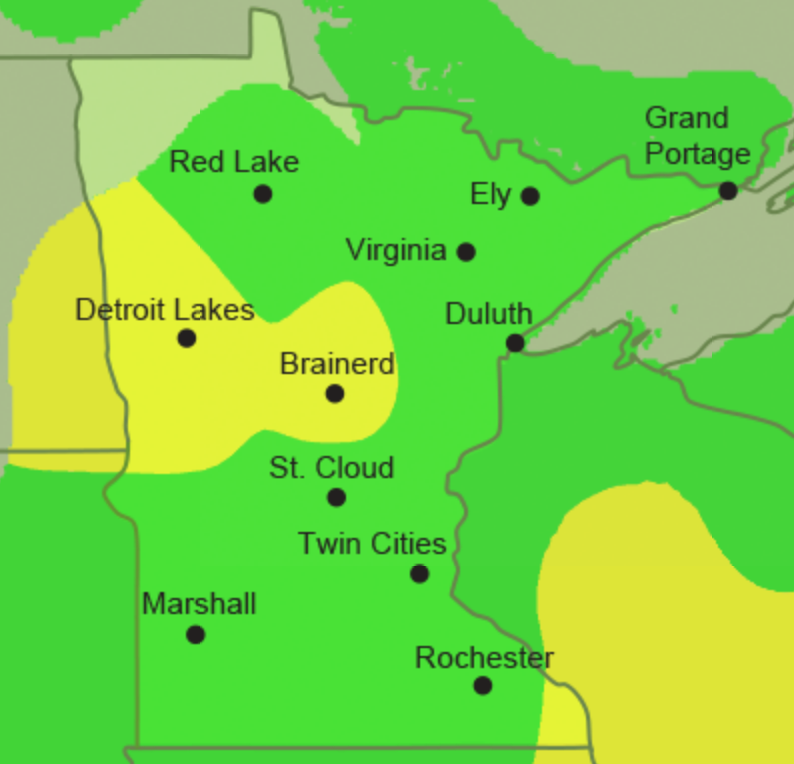 Grand
Portage
Red Lake
Ely
Virginia
Detroit Lakes
Duluth
Brainerd
St. Cloud
Twin Cities
Marshall
Rochester